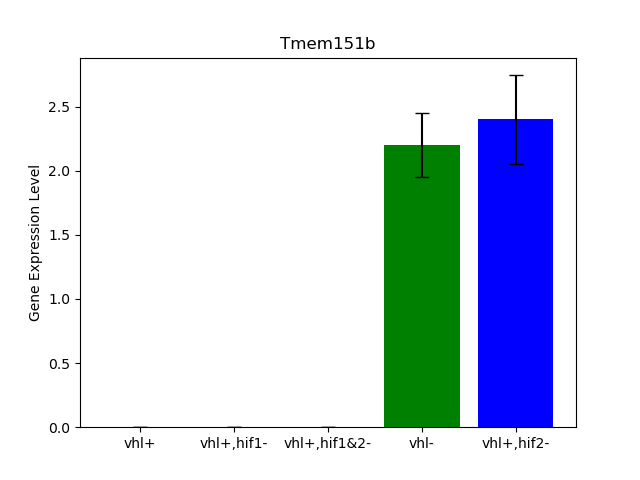 Tmem151b
Gene Expression Level
2.5
2.0
1.5
1.0
0.5
0.0
vhl+ vhl+,hif1- vhl+,hif1&2- vhl- vhl+,hif2-